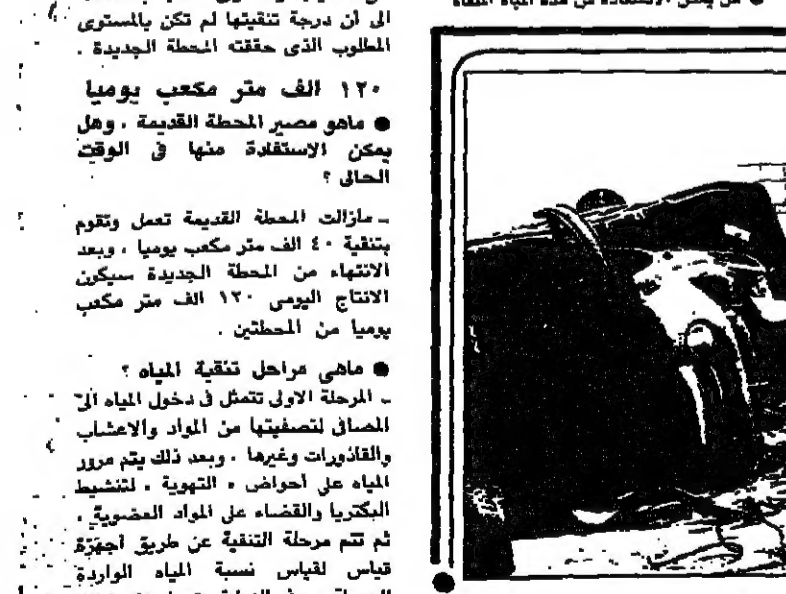 الى ان درجة تنقيتها لم تكن بالمستوى
المطلوب الذى حققته المحطة الجديدة .
١٢٠ الف متر مكعب يوميا
● ماهو مصير المحطة القديمة ، وهل
يمكن الاستفادة منها في الوقت
الحالى ؟
ـ مازالت المحطة القديمة تعمل وتقوم
بتنقية ٤٠ الف متر مكعب يوميا ، وبعد
الانتهاء من المحطة الجديدة سيكون
الانتاج اليومى ١٢٠ الف متر مكعب
يوميا من المحطتين .
● ماهى مراحل تنقية المياه ؟
ـ المرحلة الاولى تتمثل في دخول المياه الى
المصافى لتصفيتها من المواد والاعشاب
والقاذورات وغيرها . وبعد ذلك يتم مرور
المياه على أحواض « التهوية » لتنشيط
البكتريا والقضاء على المواد العضوية .
ثم تتم مرحلة التنقية عن طريق اجهزة
قياس لقياس نسبة المياه الواردة